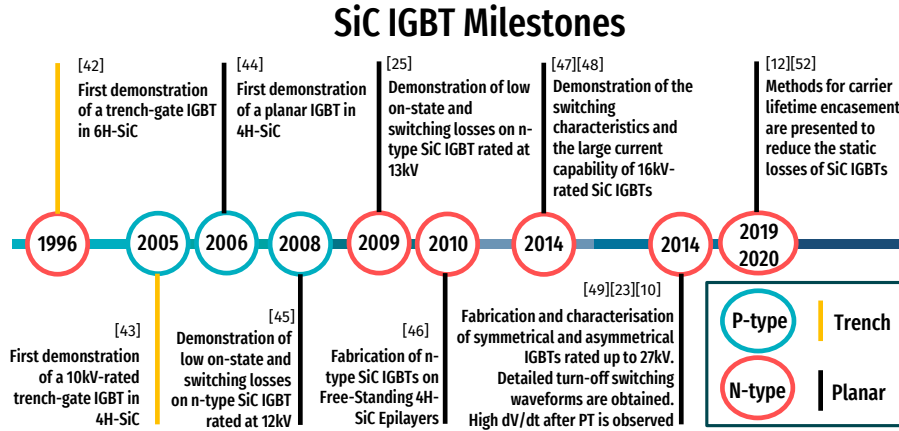 SiC IGBT Milestones
[42]
First demonstration
of a trench-gate IGBT
in 6H-SiC
[44]
First demonstration
of a planar IGBT in
4H-SiC
[25]
Demonstration of low
on-state and
switching losses on n-
type SiC IGBT rated at
13kV
[47][48]
Demonstration of the
switching
characteristics and
the large current
capability of 16kV-
rated SiC IGBTs
[12][52]
Methods for carrier
lifetime encasement
are presented to
reduce the static
losses of SiC IGBTs
1996
2005
2006
2008
2009
2010
2014
2014
2019
2020
[43]
First demonstration
of a 10kV-rated
trench-gate IGBT in
4H-SiC
[45]
Demonstration of
low on-state and
switching losses
on n-type SiC IGBT
rated at 12kV
[46]
Fabrication of n-
type SiC IGBTs on
Free-Standing 4H-
SiC Epilayers
[49][23][10]
Fabrication and characterisation
of symmetrical and asymmetrical
IGBTs rated up to 27kV.
Detailed turn-off switching
waveforms are obtained.
High dV/dt after PT is observed
P-type
Trench
N-type
Planar